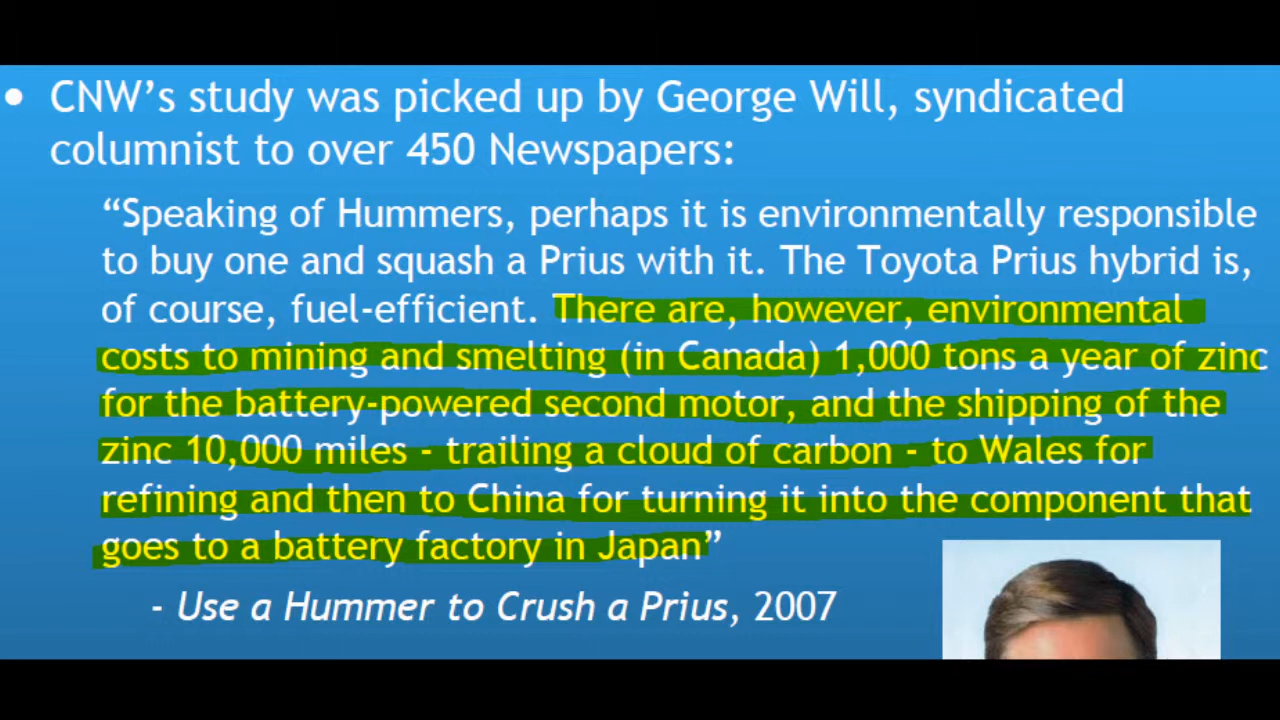 • CNW’s study was picked up by George Will, syndicated
columnist to over 450 Newspapers:
“Speaking of Hummers, perhaps it is environmentally responsible
to buy one and squash a Prius with it. The Toyota Prius hybrid is,
of course, fuel-efficient. There are, however, environmental
costs to mining and smelting (in Canada) 1,000 tons a year of zinc
for the battery-powered second motor, and the shipping of the
zinc 10,000 miles - trailing a cloud of carbon - to Wales for
refining and then to China for turning it into the component that
goes to a battery factory in Japan”
- Use a Hummer to Crush a Prius, 2007